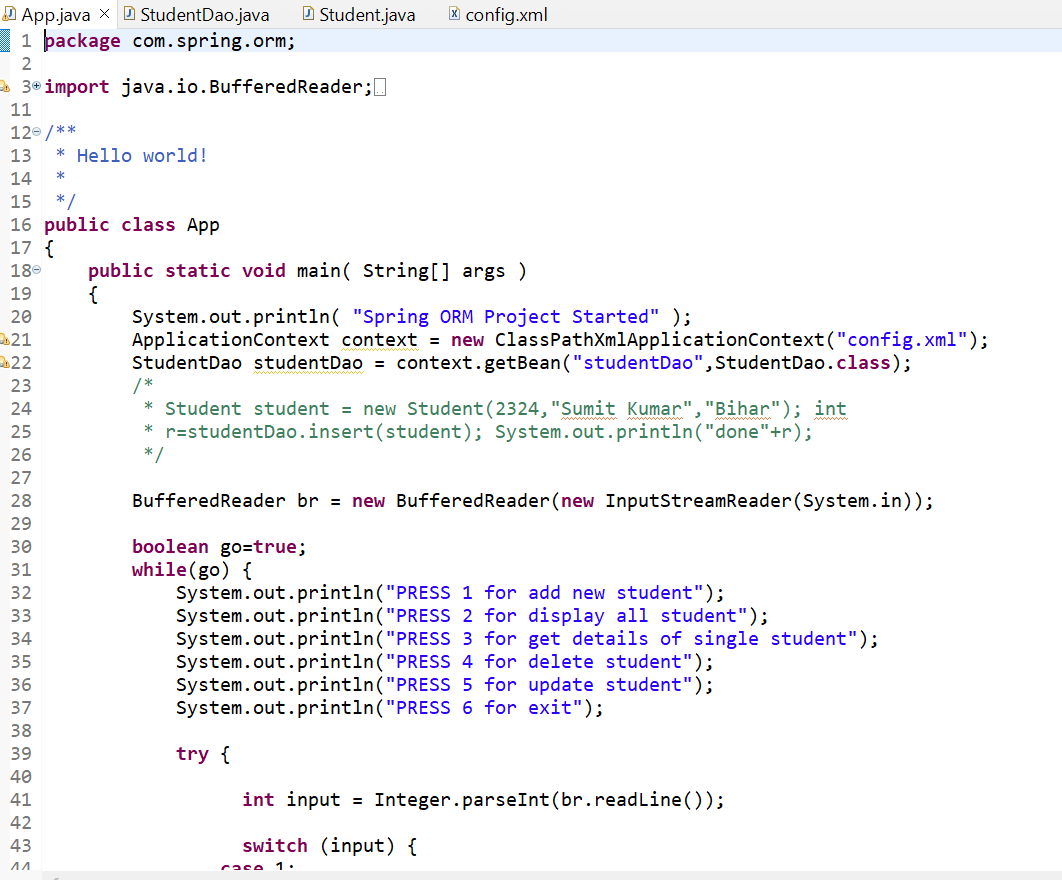 App.java StudentDao.java Student.java config.xml
1 package com.spring.orm;
2
3 import java.io.BufferedReader;
11
12 /**
13  * Hello world!
14  *
15  */
16 public class App
17 {
18     public static void main( String[] args )
19     {
20         System.out.println( "Spring ORM Project Started" );
21         ApplicationContext context = new ClassPathXmlApplicationContext("config.xml");
22         StudentDao studentDao = context.getBean("studentDao",StudentDao.class);
23         /*
24          * Student student = new Student(2324,"Sumit Kumar","Bihar"); int
25          * r=studentDao.insert(student); System.out.println("done"+r);
26          */
27
28         BufferedReader br = new BufferedReader(new InputStreamReader(System.in));
29
30         boolean go=true;
31         while(go) {
32             System.out.println("PRESS 1 for add new student");
33             System.out.println("PRESS 2 for display all student");
34             System.out.println("PRESS 3 for get details of single student");
35             System.out.println("PRESS 4 for delete student");
36             System.out.println("PRESS 5 for update student");
37             System.out.println("PRESS 6 for exit");
38
39             try {
40
41                   int input = Integer.parseInt(br.readLine());
42
43                   switch (input) {
44                 case 1: